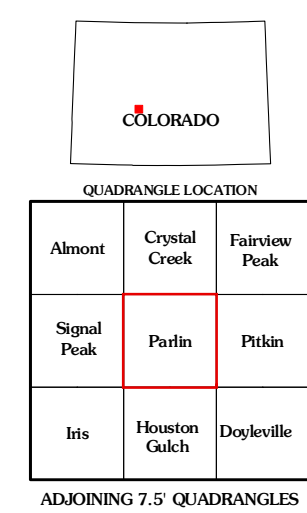 COLORADO
QUADRANGLE LOCATION
Almont
Crystal
Creek
Fairview
Peak
Signal
Peak
Parlin
Pitkin
Iris
Houston
Gulch
Doyleville
ADJOINING 7.5' QUADRANGLES